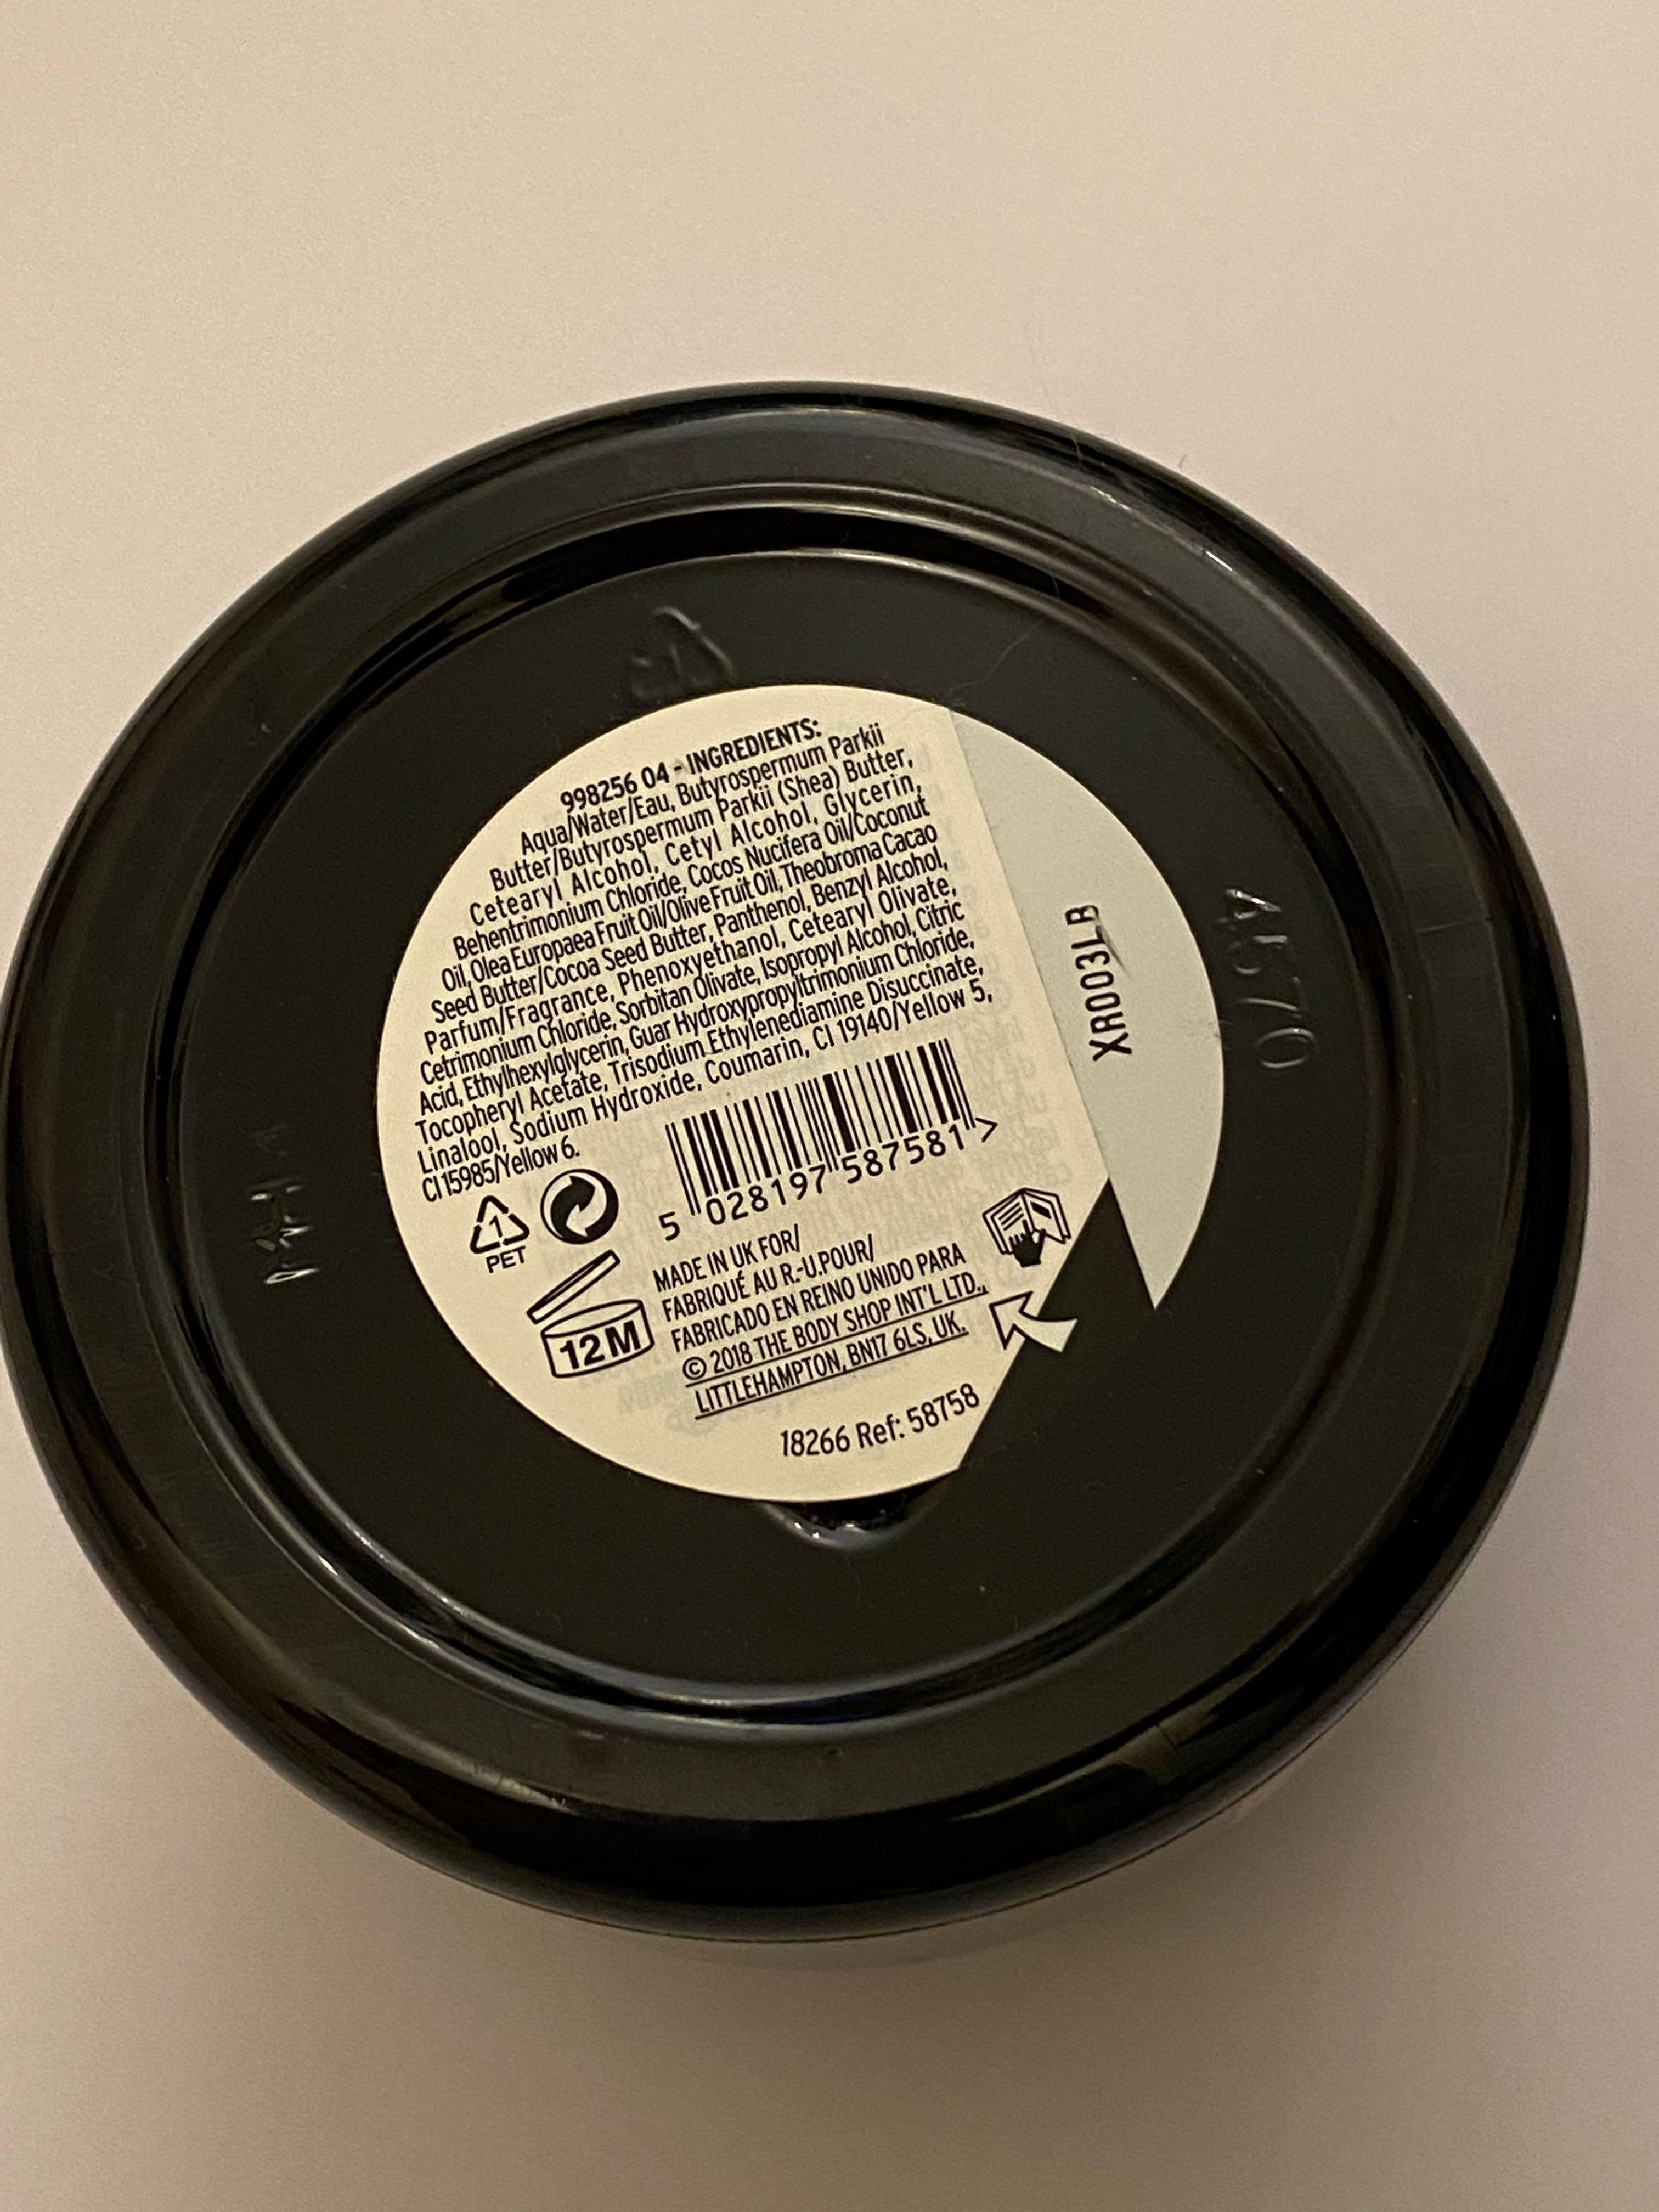 998256 04 - INGREDIENTS:
Aqua/Water/Eau, Butyrospermum Parkii
Butter/Butyrospermum Parkii (Shea) Butter,
Cetearyl Alcohol, Cetyl Alcohol, Glycerin,
Behentrimonium Chloride, Cocos Nucifera Oil/Coconut
Oil, Olea Europaea Fruit Oil/Olive Fruit Oil, Theobroma Cacao
Seed Butter/Cocoa Seed Butter, Panthenol, Benzyl Alcohol,
Parfum/Fragrance, Phenoxyethanol, Cetearyl Olivate,
Cetrimonium Chloride, Sorbitan Olivate, Isopropyl Alcohol, Citric
Acid, Ethylhexylglycerin, Guar Hydroxypropyltrimonium Chloride,
Tocopheryl Acetate, Trisodium Ethylenediamine Disuccinate,
Linalool, Sodium Hydroxide, Coumarin, CI 19140/Yellow 5,
CI 15985/Yellow 6.
1
PET
5 028197 587581 >
12M
MADE IN UK FOR/
FABRIQUÉ AU R.-U.POUR/
FABRICADO EN REINO UNIDO PARA
© 2018 THE BODY SHOP INT'L LTD.,
LITTLEHAMPTON, BN17 6LS, UK.
18266 Ref: 58758
XR003LB
4570